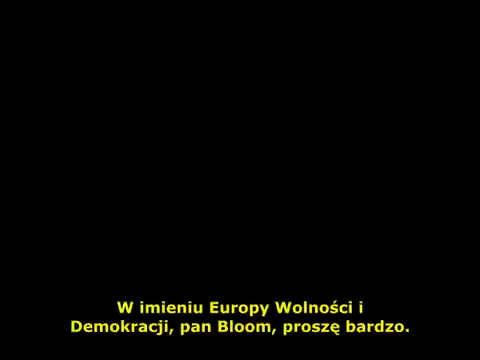 W imieniu Europy Wolności i
Demokracji, pan Bloom, proszę bardzo.